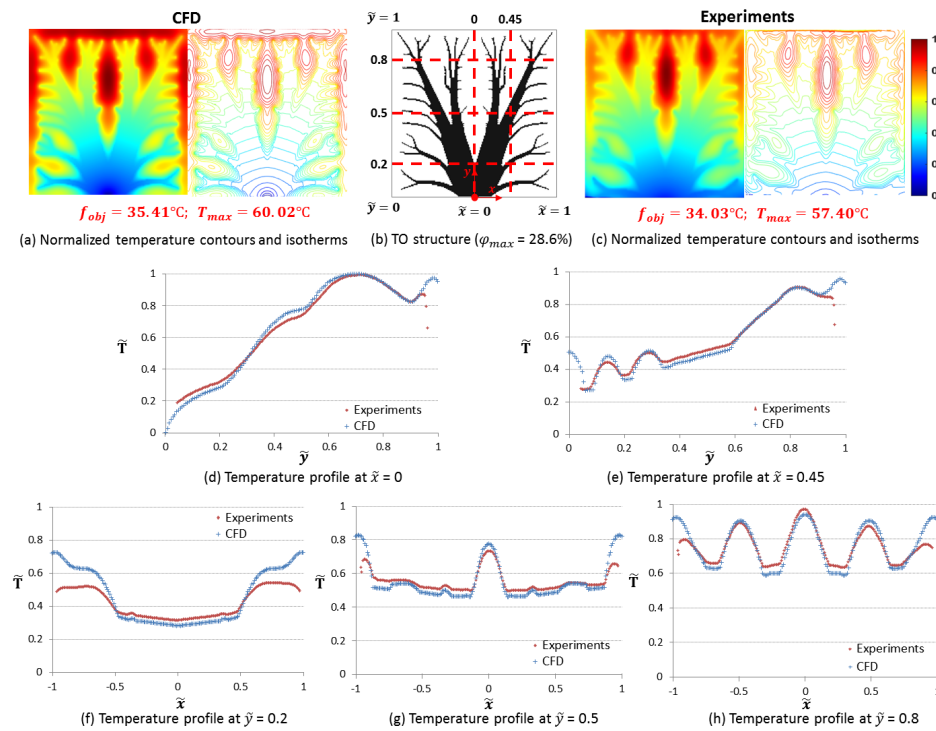 CFD
Experiments
ỹ = 1
0 0.45
0.8
0.5
0.2
y
x
ỹ = 0
x̃ = 0
x̃ = 1
1
0
0
0
0
0
f_obj = 35.41°C; T_max = 60.02°C
f_obj = 34.03°C; T_max = 57.40°C
(a) Normalized temperature contours and isotherms
(b) TO structure (φ_max = 28.6%)
(c) Normalized temperature contours and isotherms
1
0.8
0.6
T̃
0.4
0.2
0
Experiments
CFD
0 0.2 0.4 0.6 0.8 1
ỹ
(d) Temperature profile at x̃ = 0
1
0.8
0.6
T̃
0.4
0.2
0
Experiments
CFD
0 0.2 0.4 0.6 0.8 1
ỹ
(e) Temperature profile at x̃ = 0.45
1
0.8
T̃
0.6
0.4
0.2
0
Experiments
CFD
-1 -0.5 0 0.5 1
x̃
(f) Temperature profile at ỹ = 0.2
1
0.8
T̃
0.6
0.4
0.2
0
Experiments
CFD
-1 -0.5 0 0.5 1
x̃
(g) Temperature profile at ỹ = 0.5
1
0.8
T̃
0.6
0.4
0.2
0
Experiments
CFD
-1 -0.5 0 0.5 1
x̃
(h) Temperature profile at ỹ = 0.8